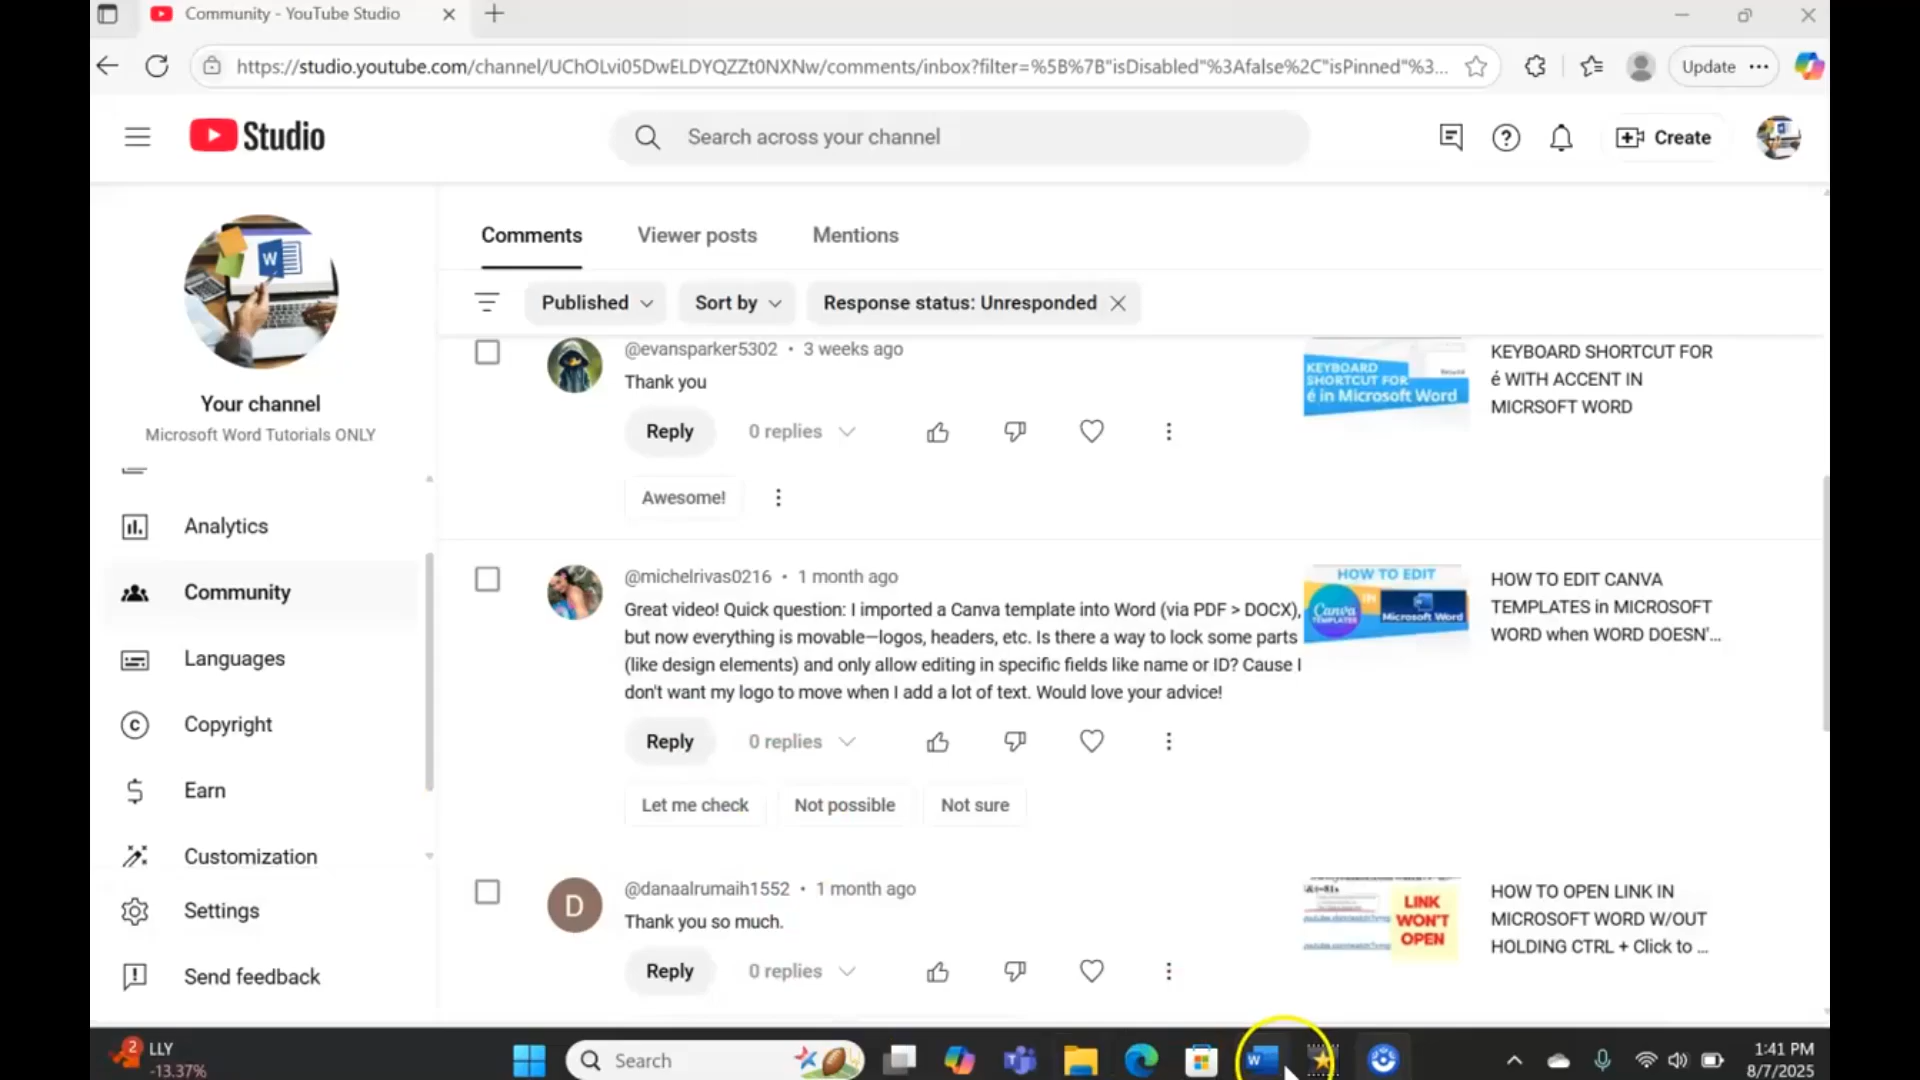 Community - YouTube Studio
https://studio.youtube.com/channel/UChOLvi05DwELDYQZZt0NXNw/comments/inbox?filter=%5B%7B"isDisabled"%3Afalse%2C"isPinned"%3...
Update
Studio
Search across your channel
Create
Your channel
Microsoft Word Tutorials ONLY
Analytics
Community
Languages
Copyright
Earn
Customization
Settings
Send feedback
Comments
Viewer posts
Mentions
Published
Sort by
Response status: Unresponded
@evansparker5302 • 3 weeks ago
Thank you
Reply
0 replies
Awesome!
KEYBOARD
SHORTCUT FOR
é in Microsoft Word
KEYBOARD SHORTCUT FOR
é WITH ACCENT IN
MICRSOFT WORD
@michelrivas0216 • 1 month ago
Great video! Quick question: I imported a Canva template into Word (via PDF > DOCX),
but now everything is movable—logos, headers, etc. Is there a way to lock some parts
(like design elements) and only allow editing in specific fields like name or ID? Cause I
don't want my logo to move when I add a lot of text. Would love your advice!
Reply
0 replies
Let me check
Not possible
Not sure
HOW TO EDIT
Canva
TEMPLATES
IN
Microsoft Word
HOW TO EDIT CANVA
TEMPLATES in MICROSOFT
WORD when WORD DOESN'...
@danaalrumaih1552 • 1 month ago
D
Thank you so much.
Reply
0 replies
LINK
WON'T
OPEN
HOW TO OPEN LINK IN
MICROSOFT WORD W/OUT
HOLDING CTRL + Click to ...
2
LLY
-13.37%
Search
W
1:41 PM
8/7/2025